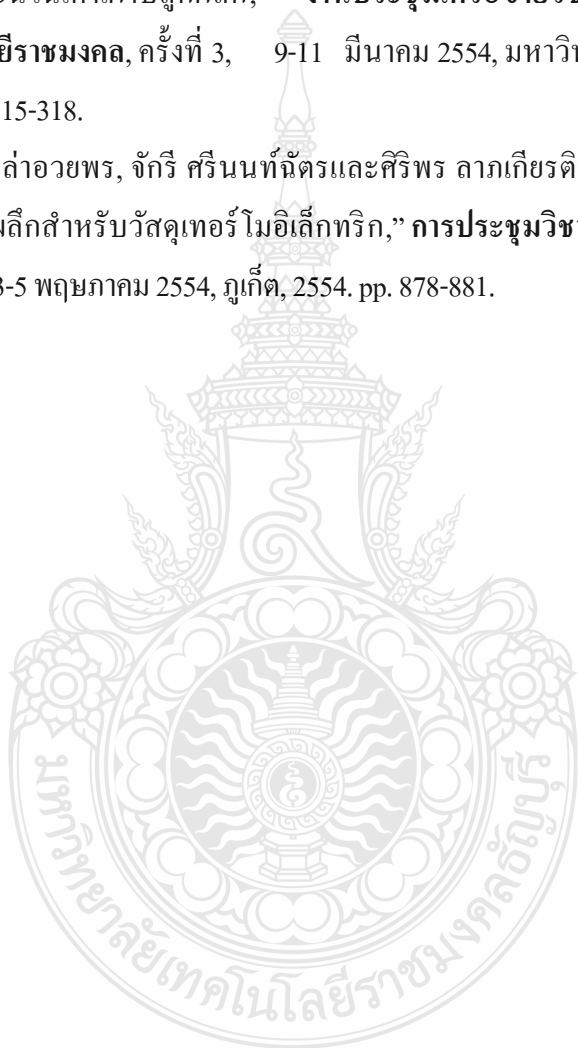 ยีราชมงคล, ครั้งที่ 3, 9-11 มีนาคม 2554, มหาวิท
15-318.
ล่าอวยพร, จักรี ศรีนนท์ฉัตรและศิริพร ลาภเกียรติ
ผลึกสำหรับวัสดุเทอร์โมอิเล็กทริก,” การประชุมวิชา
3-5 พฤษภาคม 2554, ภูเก็ต, 2554. pp. 878-881.
มหาวิทยาลัยเทคโนโลยีราชมงคลธัญบุรี